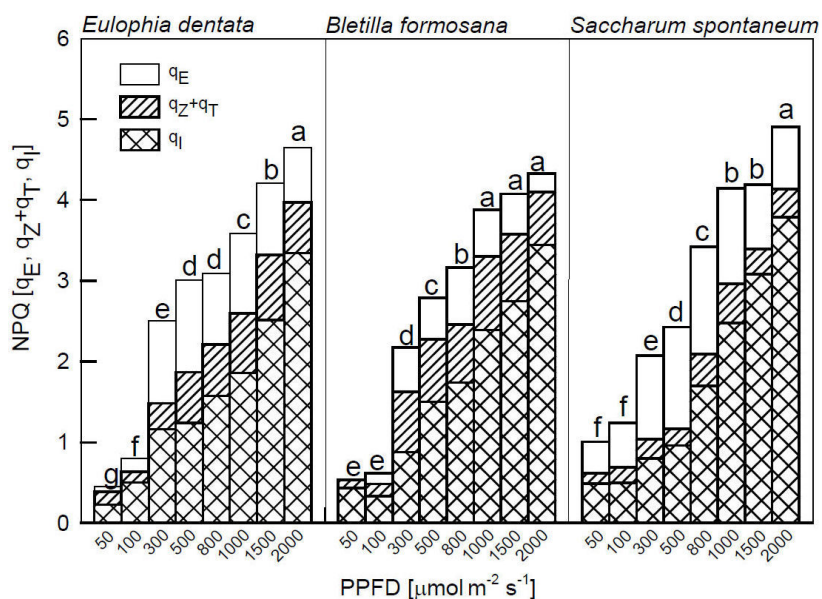 Eulophia dentata Bletilla formosana Saccharum spontaneum
6
5
4
3
2
1
0
NPQ [qE, qZ+qT, qI]
qE
qZ+qT
qI
g f e d d c b a
e e d c b a a a
f f e d c b b a
50 100 300 500 800 1000 1500 2000
50 100 300 500 800 1000 1500 2000
50 100 300 500 800 1000 1500 2000
PPFD [μmol m-2 s-1]